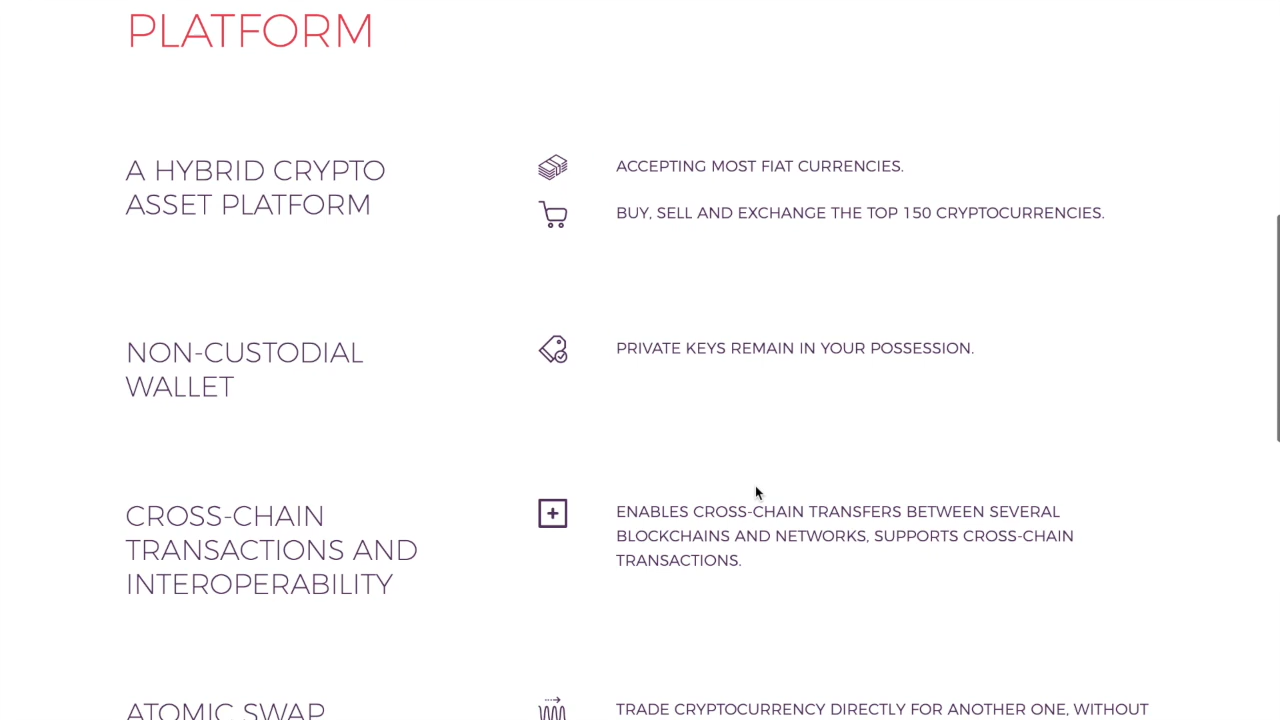 PLATFORM
A HYBRID CRYPTO
ASSET PLATFORM
ACCEPTING MOST FIAT CURRENCIES.
BUY, SELL AND EXCHANGE THE TOP 150 CRYPTOCURRENCIES.
NON-CUSTODIAL
WALLET
PRIVATE KEYS REMAIN IN YOUR POSSESSION.
CROSS-CHAIN
TRANSACTIONS AND
INTEROPERABILITY
ENABLES CROSS-CHAIN TRANSFERS BETWEEN SEVERAL
BLOCKCHAINS AND NETWORKS, SUPPORTS CROSS-CHAIN
TRANSACTIONS.
ATOMIC SWAP
TRADE CRYPTOCURRENCY DIRECTLY FOR ANOTHER ONE, WITHOUT